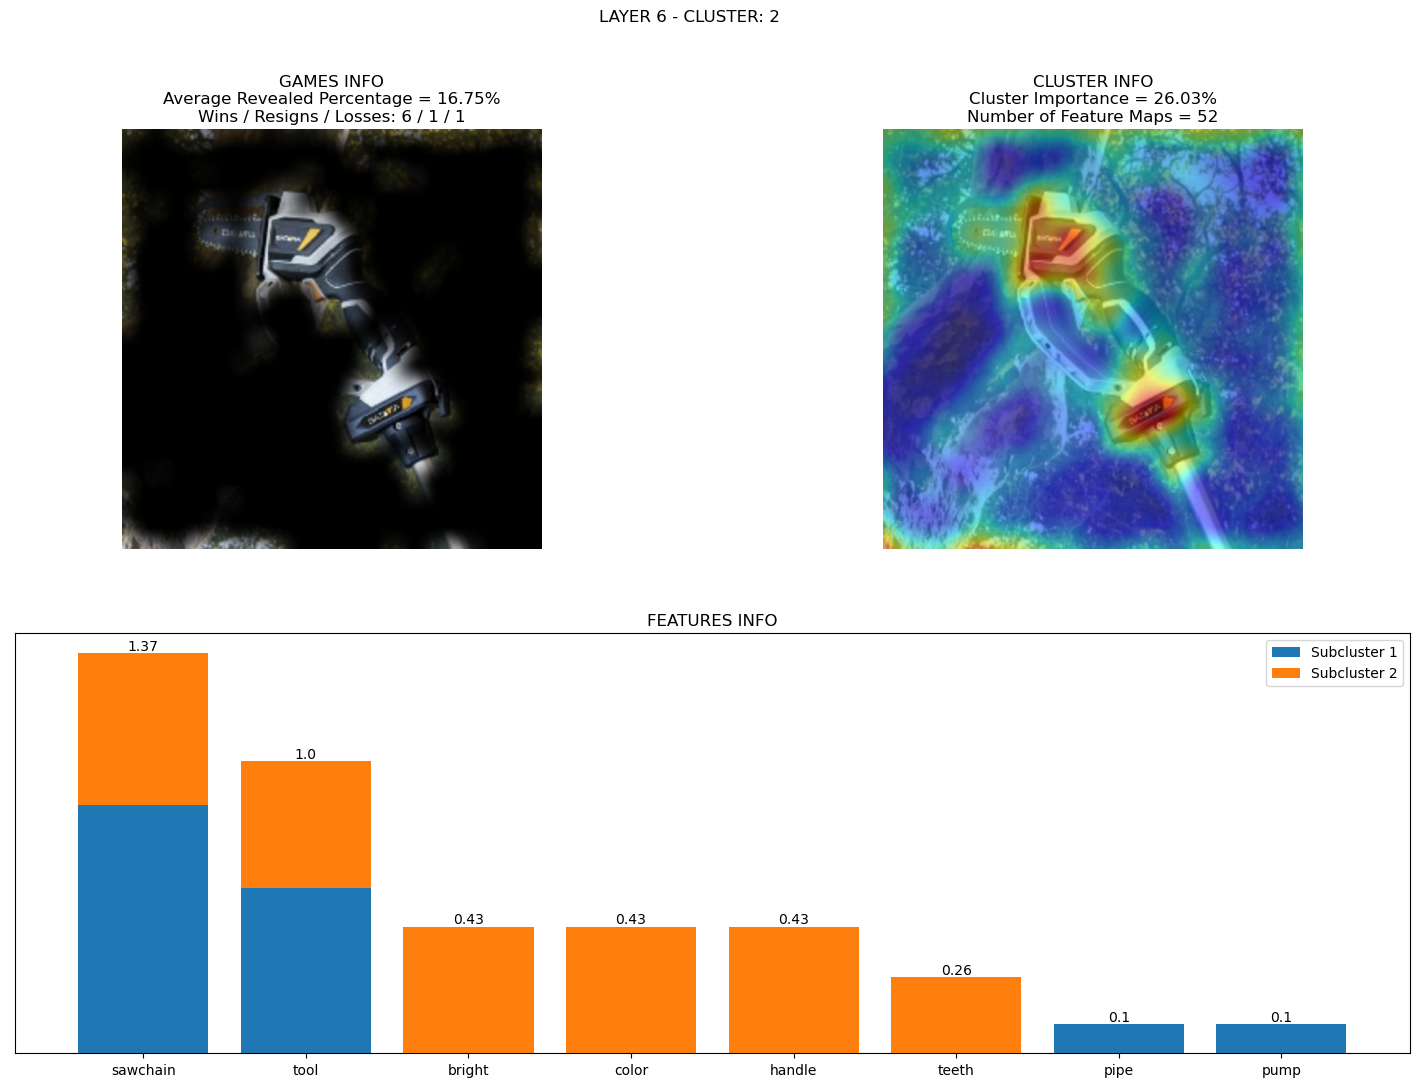 LAYER 6 - CLUSTER: 2
GAMES INFO
Average Revealed Percentage = 16.75%
Wins / Resigns / Losses: 6 / 1 / 1
CLUSTER INFO
Cluster Importance = 26.03%
Number of Feature Maps = 52
FEATURES INFO
Subcluster 1
Subcluster 2
1.37
1.0
0.43
0.43
0.43
0.26
0.1
0.1
sawchain
tool
bright
color
handle
teeth
pipe
pump